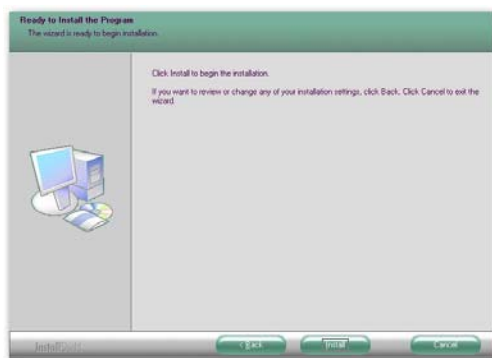 Ready to Install the Program
The wizard is ready to begin installation.
Click Install to begin the installation.
If you want to review or change any of your installation settings, click Back. Click Cancel to exit the
wizard.
InstallShield
< Back
Install
Cancel